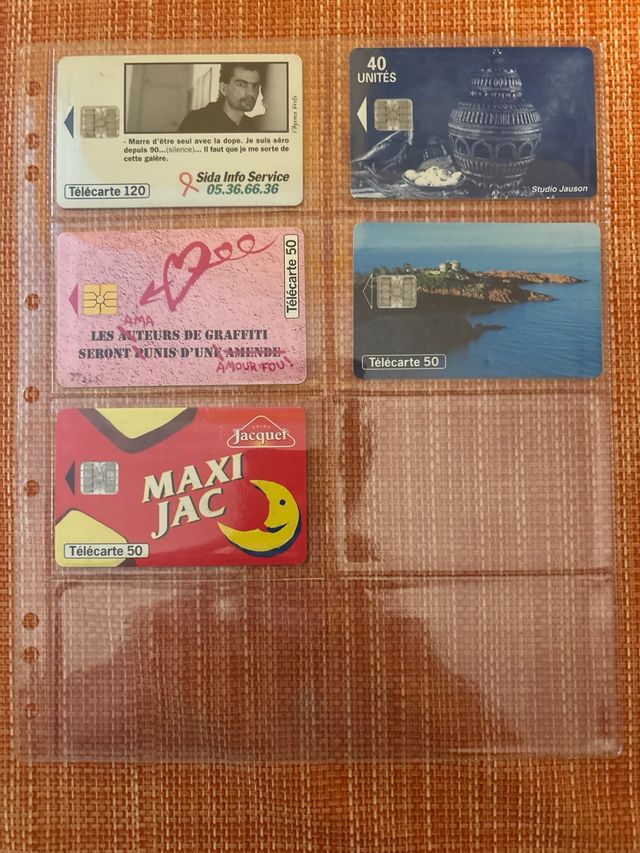 - Marre d'être seul avec la dope. Je suis séro
depuis 90...(silence)... Il faut que je me sorte de
cette galère.
l'Agence Verte
Sida Info Service
05.36.66.36
Télécarte 120
40
UNITÉS
Studio Jauson
Télécarte 50
AMA
LES AUTEURS DE GRAFFITI
SERONT PUNIS D'UNE AMENDE.
AMOUR FOU!
Télécarte 50
Jacquet
MAXI
JAC
Télécarte 50